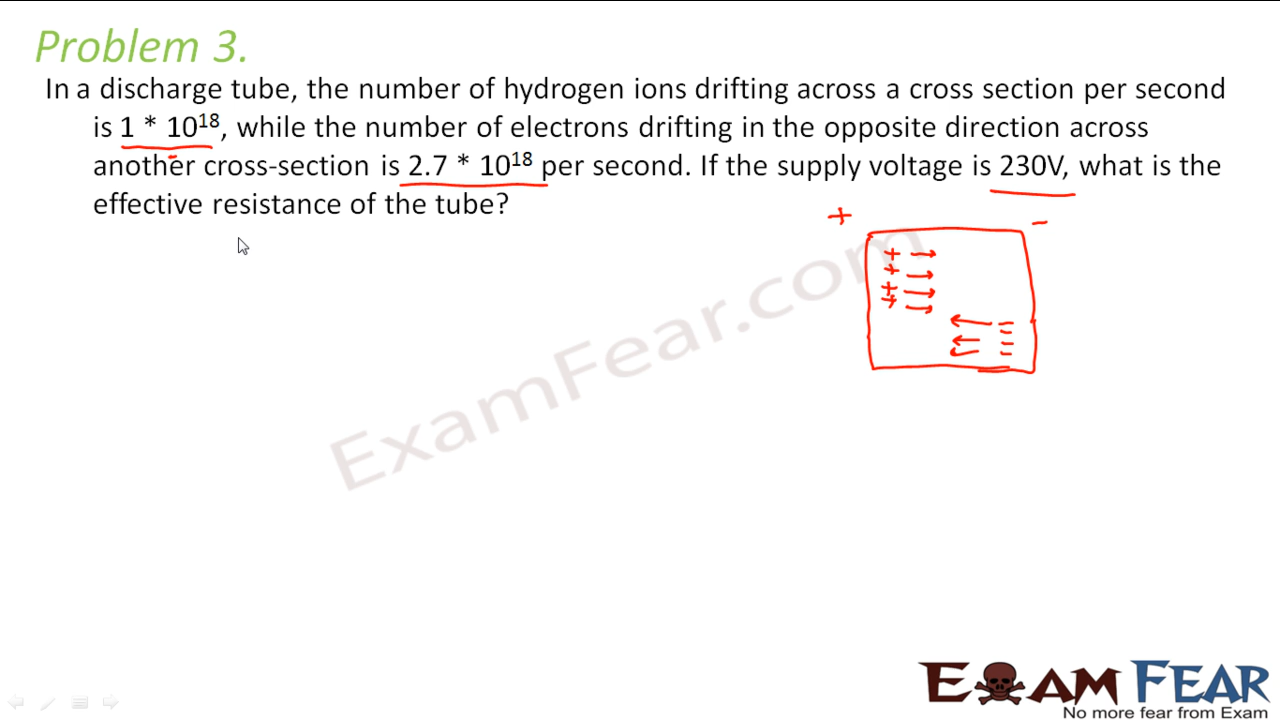 Problem 3.
In a discharge tube, the number of hydrogen ions drifting across a cross section per second
is 1 * 10¹⁸, while the number of electrons drifting in the opposite direction across
another cross-section is 2.7 * 10¹⁸ per second. If the supply voltage is 230V, what is the
effective resistance of the tube?
+ -
+ →
+ →
+ →
+ →
← -
-
← -
← -
ExamFear.com
EXAM FEAR
No more fear from Exam